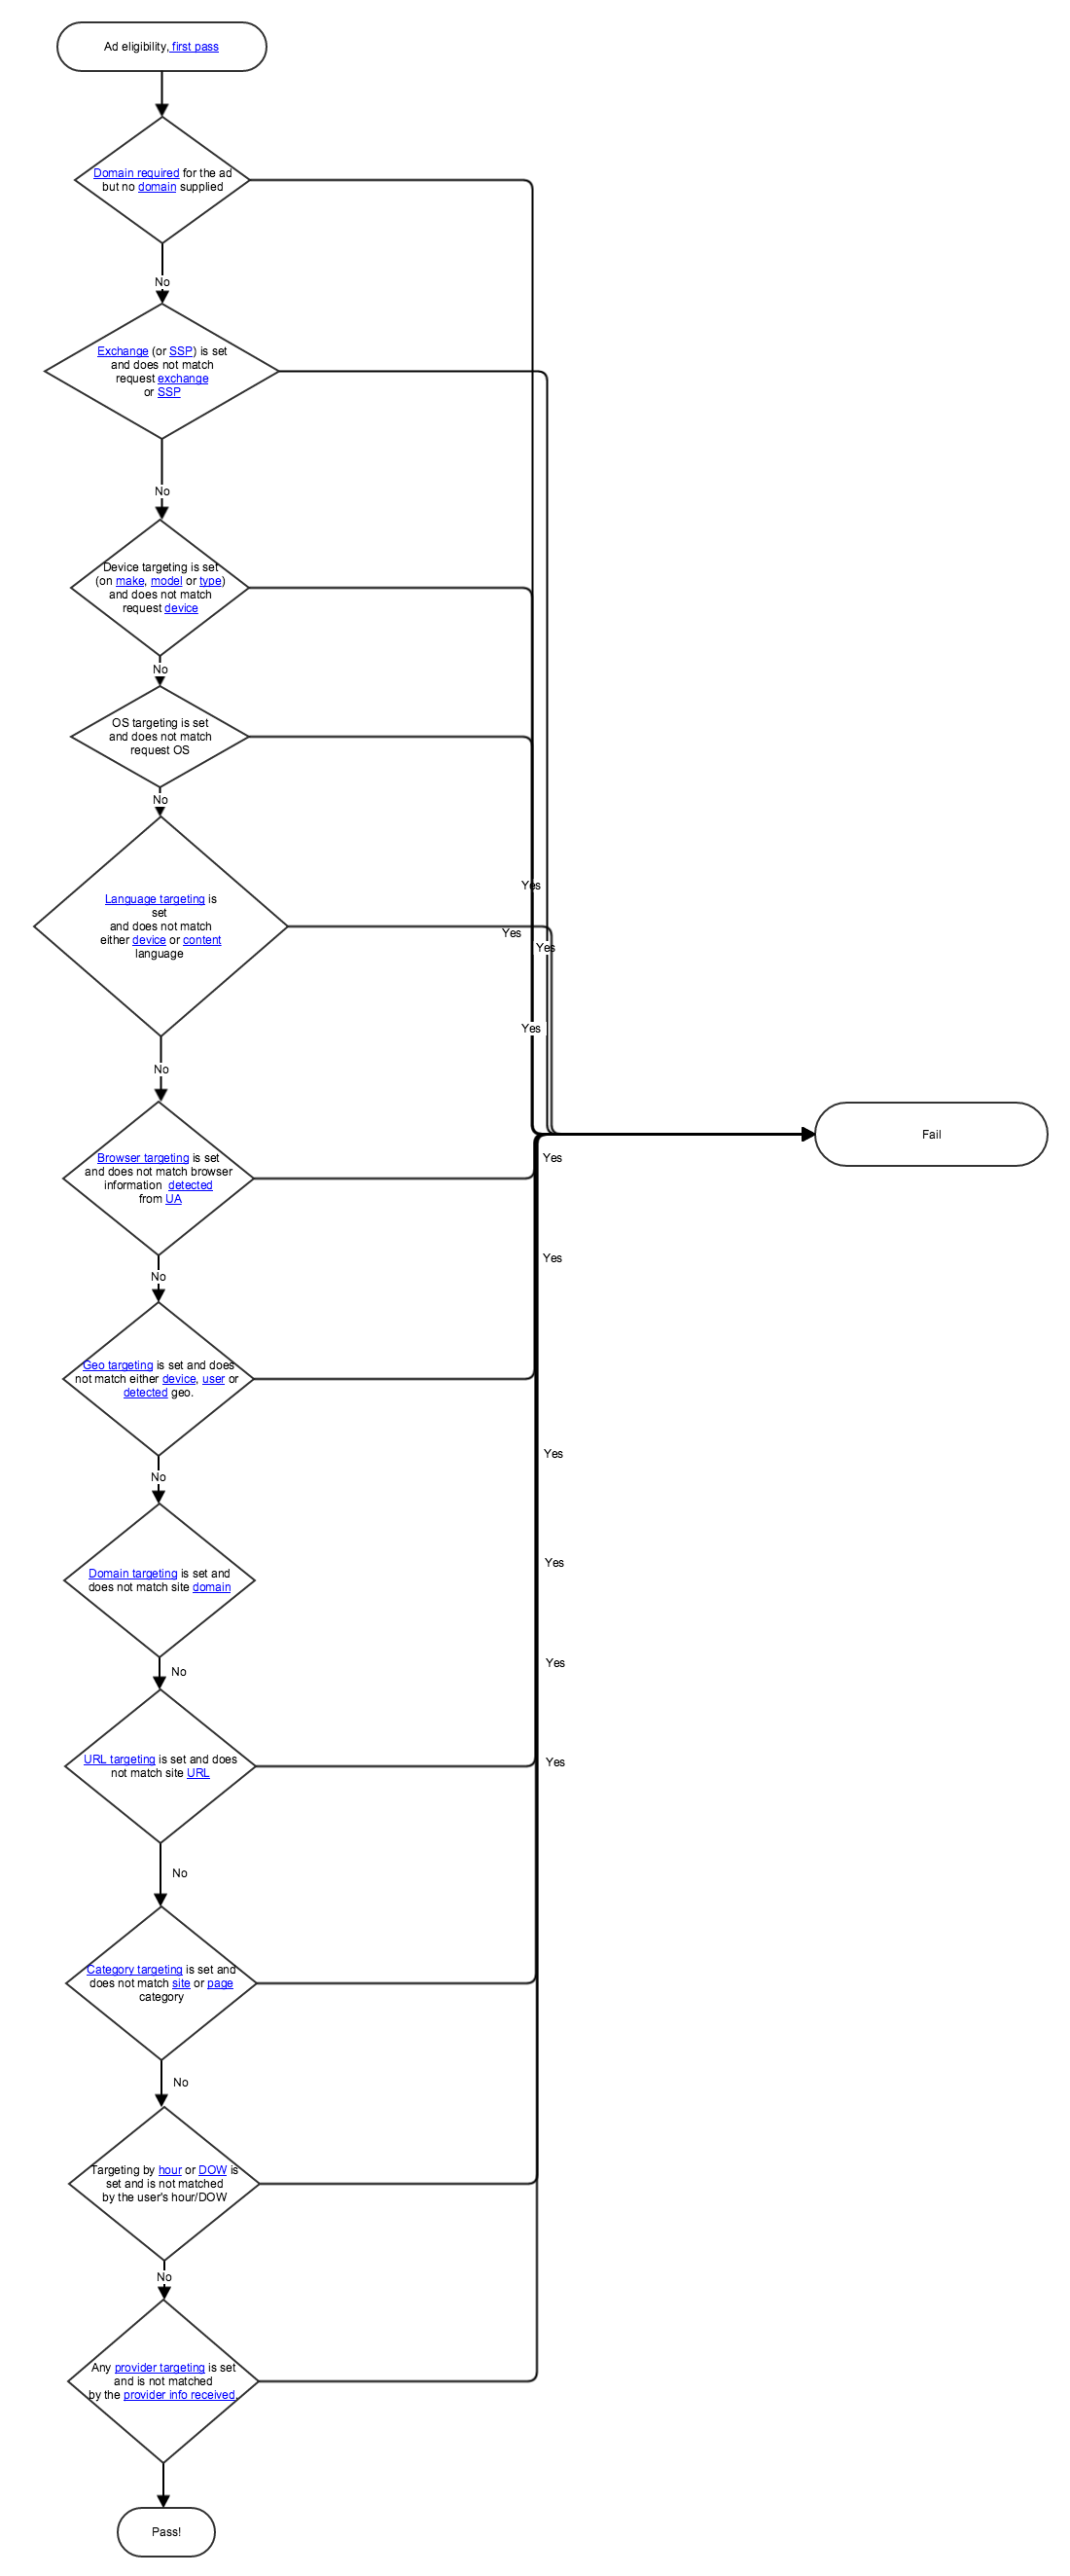 Ad eligibility, first pass
Domain required for the ad
but no domain supplied
No
Exchange (or SSP) is set
and does not match
request exchange
or SSP
No
Device targeting is set
(on make, model or type)
and does not match
request device
No
OS targeting is set
and does not match
request OS
No
Yes
Language targeting is
set
and does not match
either device or content
language
Yes
Yes
Yes
No
Fail
Browser targeting is set
and does not match browser
information detected
from UA
Yes
Yes
No
Geo targeting is set and does
not match either device, user or
detected geo.
Yes
No
Yes
Domain targeting is set and
does not match site domain
Yes
No
URL targeting is set and does
not match site URL
Yes
No
Category targeting is set and
does not match site or page
category
No
Targeting by hour or DOW is
set and is not matched
by the user's hour/DOW
No
Any provider targeting is set
and is not matched
by the provider info received.
Pass!